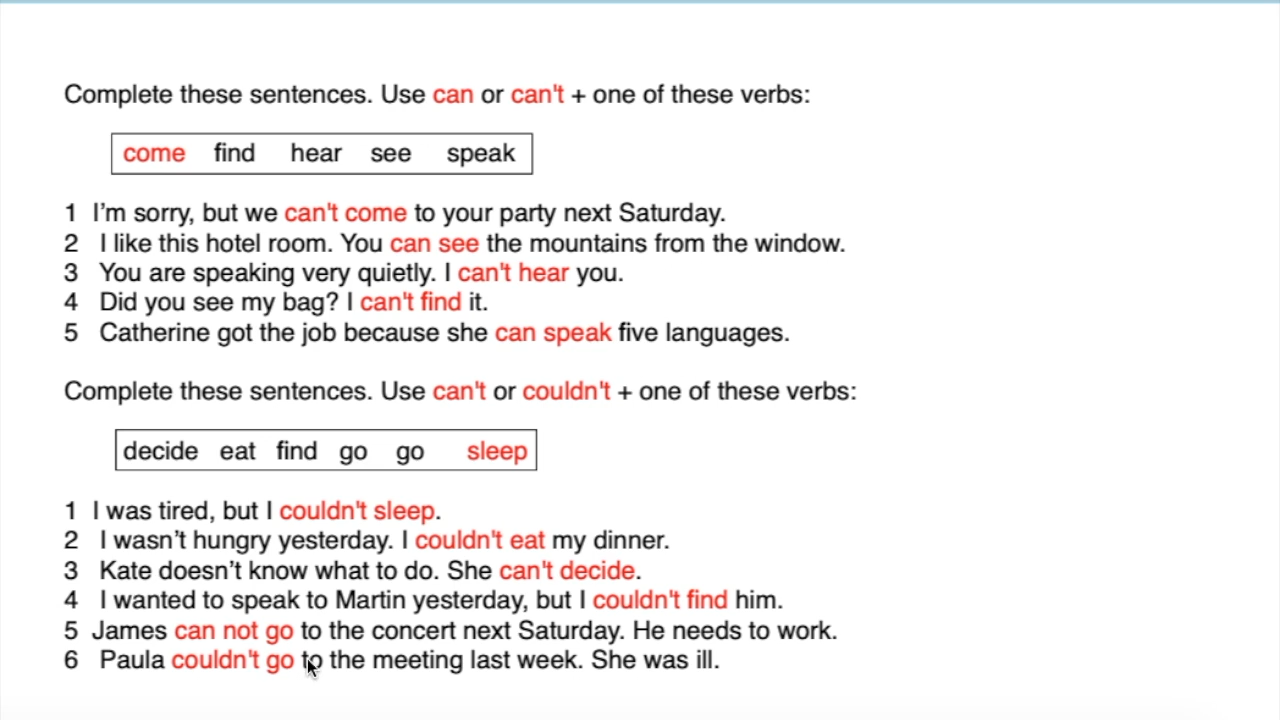 Complete these sentences. Use can or can't + one of these verbs:
come find hear see speak
1 I’m sorry, but we can't come to your party next Saturday.
2 I like this hotel room. You can see the mountains from the window.
3 You are speaking very quietly. I can't hear you.
4 Did you see my bag? I can't find it.
5 Catherine got the job because she can speak five languages.
Complete these sentences. Use can't or couldn't + one of these verbs:
decide eat find go go sleep
1 I was tired, but I couldn't sleep.
2 I wasn’t hungry yesterday. I couldn't eat my dinner.
3 Kate doesn’t know what to do. She can't decide.
4 I wanted to speak to Martin yesterday, but I couldn't find him.
5 James can not go to the concert next Saturday. He needs to work.
6 Paula couldn't go to the meeting last week. She was ill.